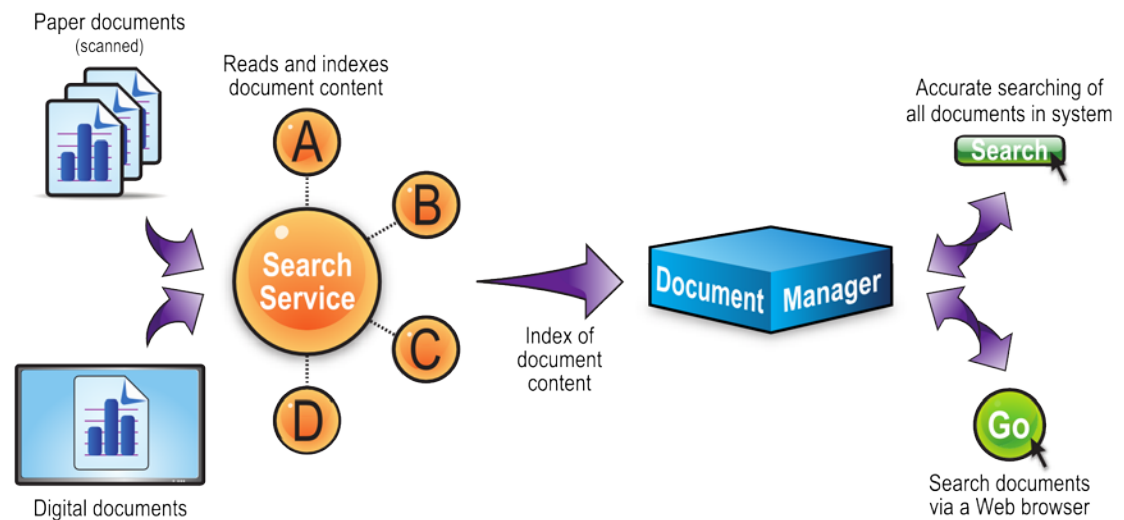 Paper documents
(scanned)
Reads and indexes
document content
A
B
Search
Service
C
D
Digital documents
Index of
document
content
Document Manager
Accurate searching of
all documents in system
Search
Go
Search documents
via a Web browser